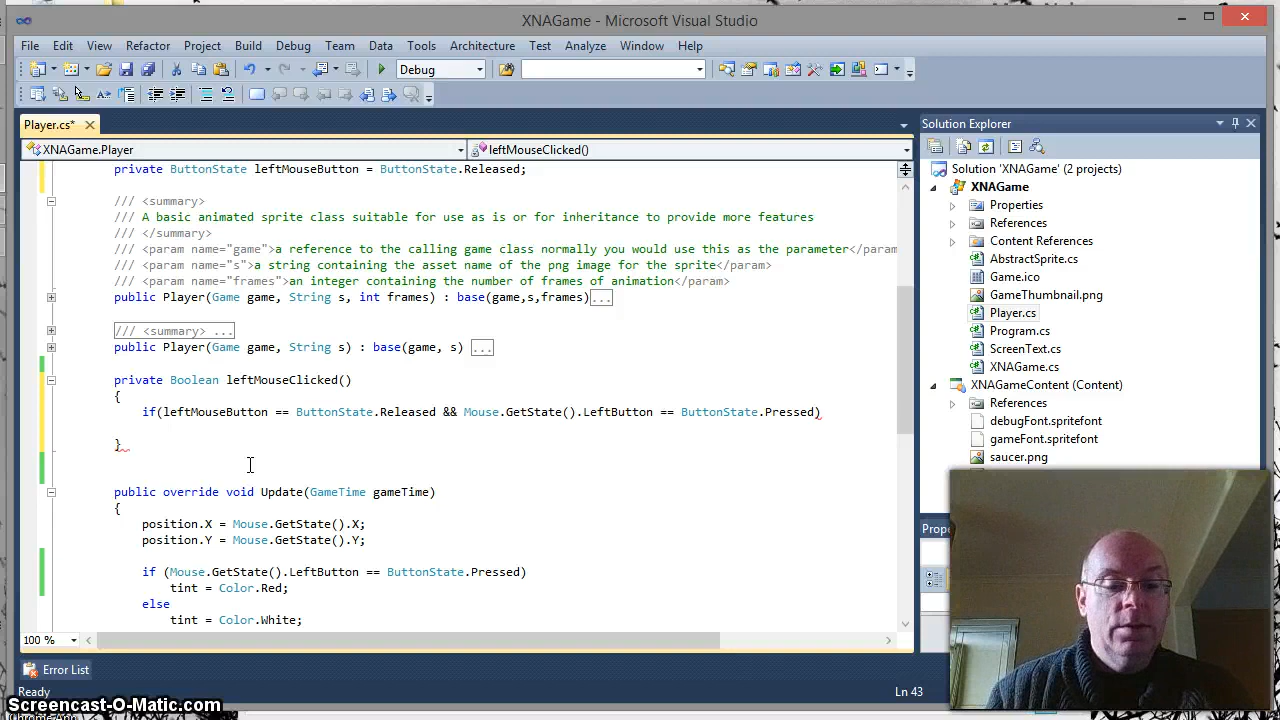 XNAGame - Microsoft Visual Studio
File Edit View Refactor Project Build Debug Team Data Tools Architecture Test Analyze Window Help
Debug
Player.cs*
XNAGame.Player
leftMouseClicked()
private ButtonState leftMouseButton = ButtonState.Released;
/// <summary>
/// A basic animated sprite class suitable for use as is or for inheritance to provide more features
/// </summary>
/// <param name="game">a reference to the calling game class normally you would use this as the parameter</param
/// <param name="s">a string containing the asset name of the png image for the sprite</param>
/// <param name="frames">an integer containing the number of frames of animation</param>
public Player(Game game, String s, int frames) : base(game,s,frames)...
/// <summary> ...
public Player(Game game, String s) : base(game, s) ...
private Boolean leftMouseClicked()
{
if(leftMouseButton == ButtonState.Released && Mouse.GetState().LeftButton == ButtonState.Pressed)
}
public override void Update(GameTime gameTime)
{
position.X = Mouse.GetState().X;
position.Y = Mouse.GetState().Y;
if (Mouse.GetState().LeftButton == ButtonState.Pressed)
tint = Color.Red;
else
tint = Color.White;
100 %
Error List
Ready
Ln 43
Solution Explorer
Solution 'XNAGame' (2 projects)
XNAGame
Properties
References
Content References
AbstractSprite.cs
Game.ico
GameThumbnail.png
Player.cs
Program.cs
ScreenText.cs
XNAGame.cs
XNAGameContent (Content)
References
debugFont.spritefont
gameFont.spritefont
saucer.png
Prope
Screencast-O-Matic.com